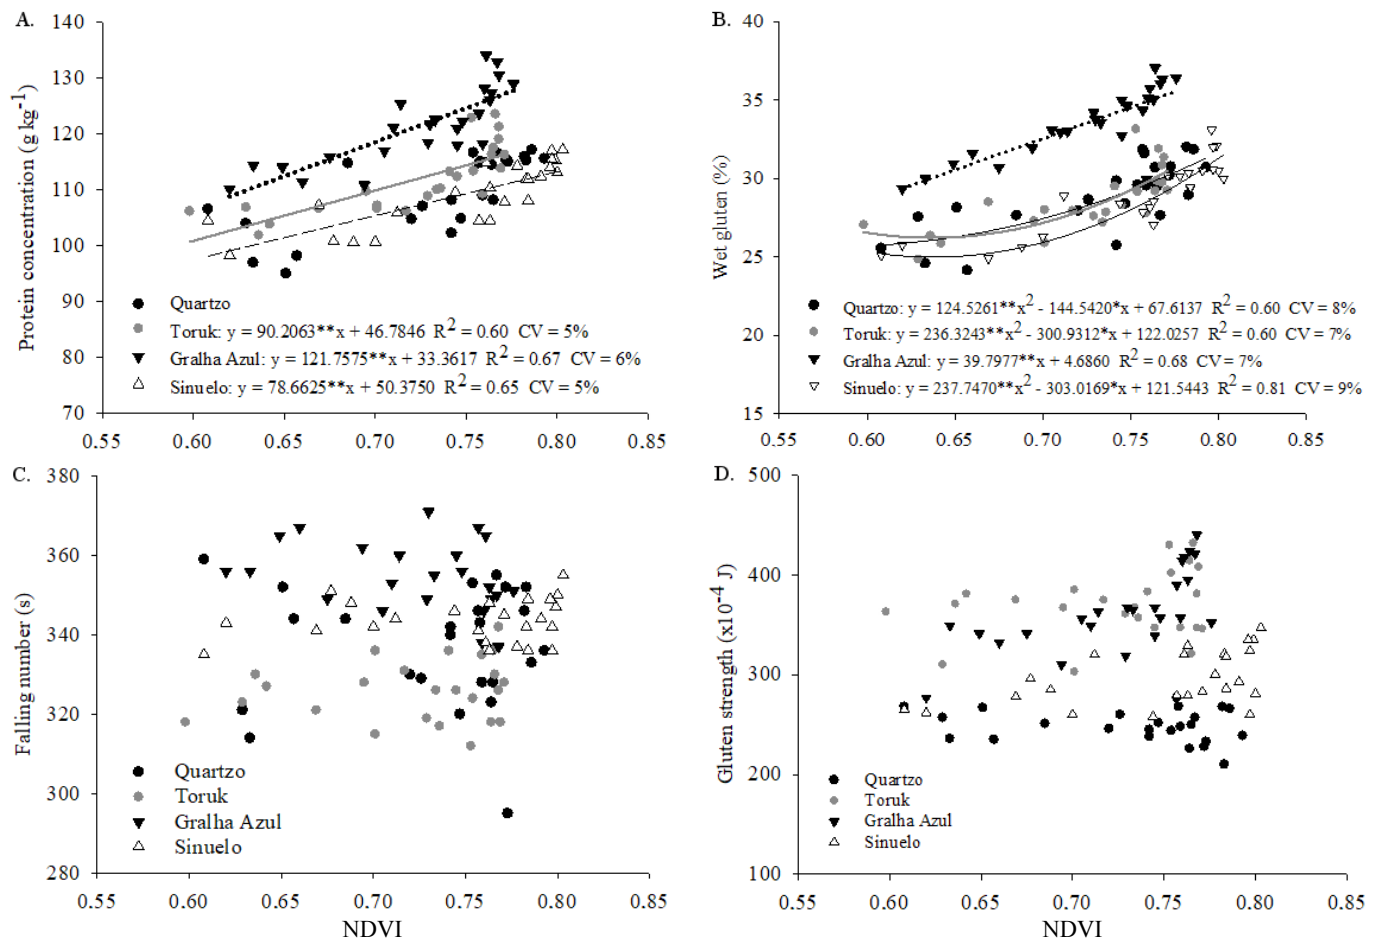 A.
Protein concentration (g kg⁻¹)
140
130
120
110
100
90
80
70
0.55
0.60
0.65
0.70
0.75
0.80
0.85
Quartzo
Toruk: y = 90.2063**x + 46.7846 R² = 0.60 CV = 5%
Gralha Azul: y = 121.7575**x + 33.3617 R² = 0.67 CV = 6%
Sinuelo: y = 78.6625**x + 50.3750 R² = 0.65 CV = 5%
B.
Wet gluten (%)
40
35
30
25
20
15
0.55
0.60
0.65
0.70
0.75
0.80
0.85
Quartzo: y = 124.5261**x² - 144.5420*x + 67.6137 R² = 0.60 CV = 8%
Toruk: y = 236.3243**x² - 300.9312*x + 122.0257 R² = 0.60 CV = 7%
Gralha Azul: y = 39.7977**x + 4.6860 R² = 0.68 CV = 7%
Sinuelo: y = 237.7470**x² - 303.0169*x + 121.5443 R² = 0.81 CV = 9%
C.
Falling number (s)
380
360
340
320
300
280
0.55
0.60
0.65
0.70
0.75
0.80
0.85
NDVI
Quartzo
Toruk
Gralha Azul
Sinuelo
D.
Gluten strength (x10⁻⁴ J)
500
400
300
200
100
0.55
0.60
0.65
0.70
0.75
0.80
0.85
NDVI
Quartzo
Toruk
Gralha Azul
Sinuelo